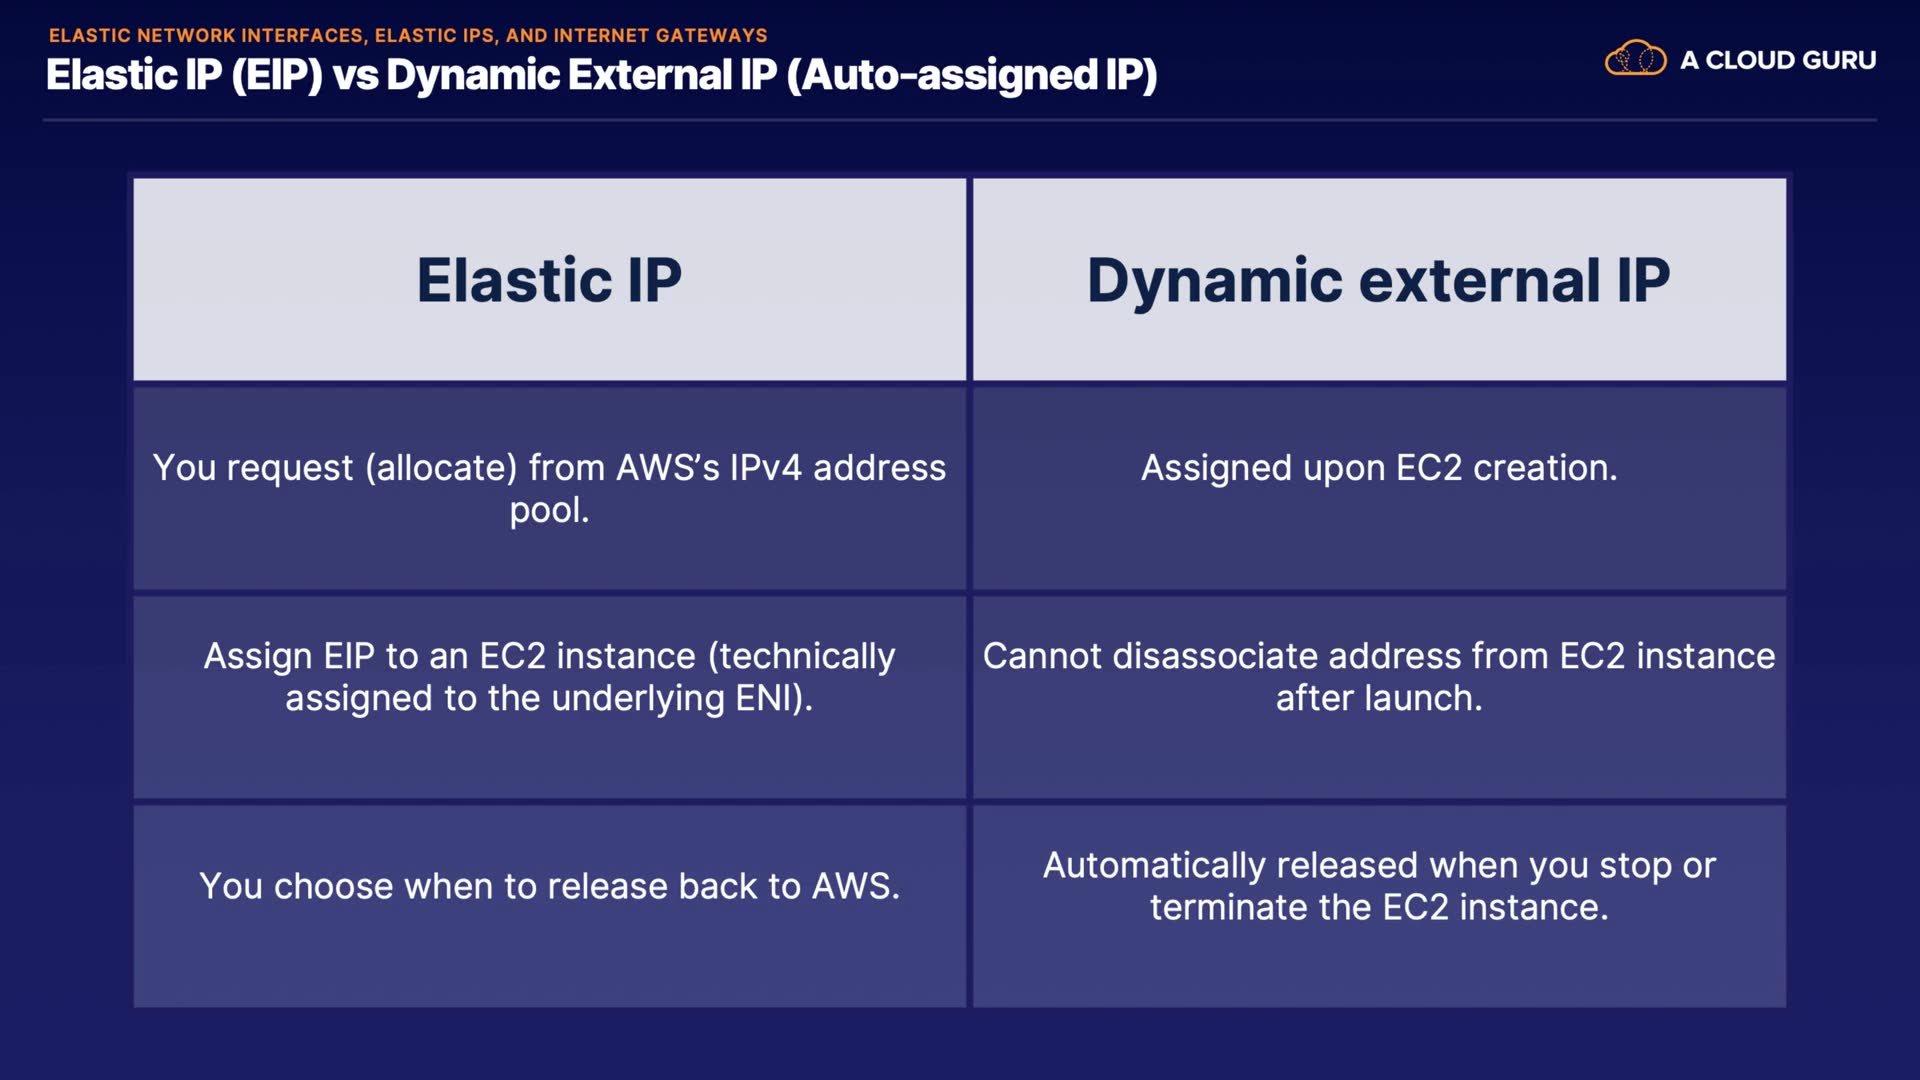 ELASTIC NETWORK INTERFACES, ELASTIC IPS, AND INTERNET GATEWAYS
Elastic IP (EIP) vs Dynamic External IP (Auto-assigned IP)
A CLOUD GURU
Elastic IP
Dynamic external IP
You request (allocate) from AWS’s IPv4 address
pool.
Assigned upon EC2 creation.
Assign EIP to an EC2 instance (technically
assigned to the underlying ENI).
Cannot disassociate address from EC2 instance
after launch.
You choose when to release back to AWS.
Automatically released when you stop or
terminate the EC2 instance.